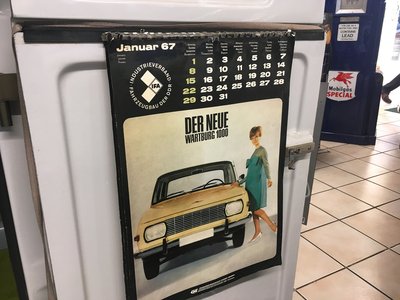 Januar 67
INDUSTRIEVERBAND
FAHRZEUGBAU DER DDR
IFA
1 2 3 4 5 6 7
8 9 10 11 12 13 14
15 16 17 18 19 20 21
22 23 24 25 26 27 28
29 30 31
DER NEUE
WARTBURG 1000
CONTAINS
LEAD
Mobilgas
SPECIAL